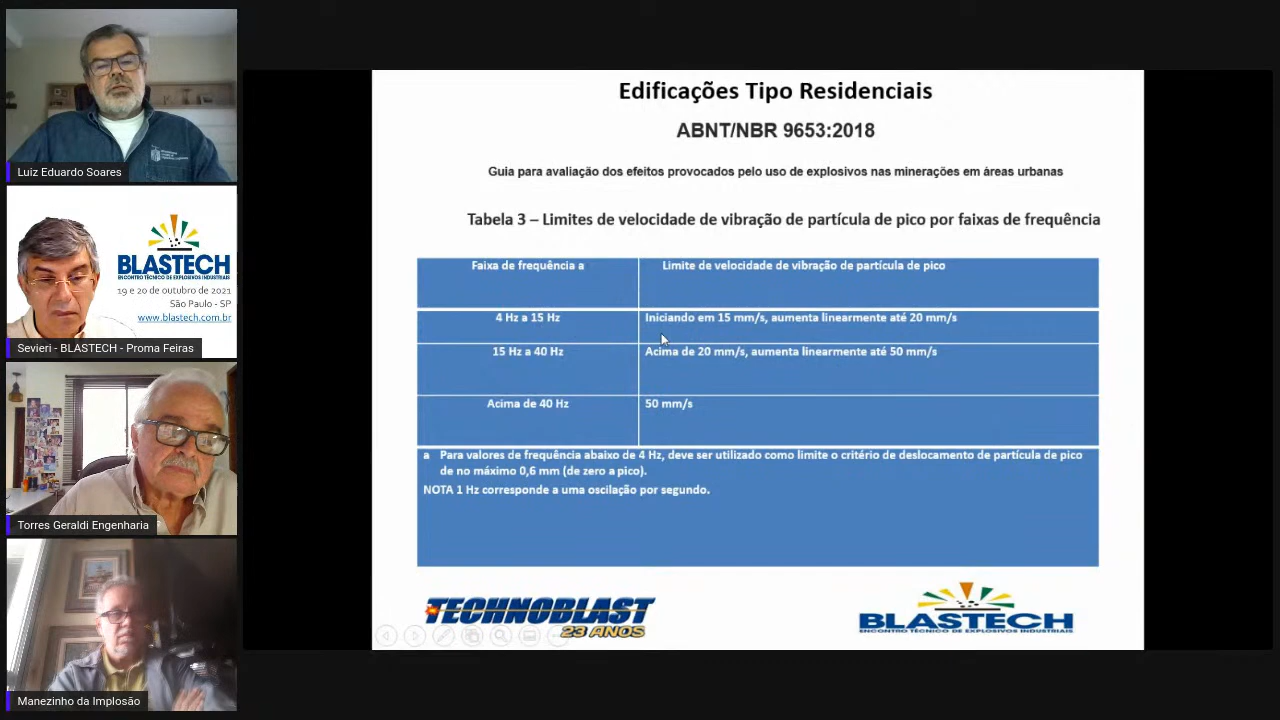 Luiz Eduardo Soares
BLASTECH
ENCONTRO TÉCNICO DE EXPLOSIVOS INDUSTRIAIS
19 e 20 de outubro de 2021
São Paulo - SP
www.blastech.com.br
Sevieri - BLASTECH - Proma Feiras
Torres Geraldi Engenharia
Manezinho da Implosão
Edificações Tipo Residenciais
ABNT/NBR 9653:2018
Guia para avaliação dos efeitos provocados pelo uso de explosivos nas minerações em áreas urbanas
Tabela 3 – Limites de velocidade de vibração de partícula de pico por faixas de frequência
Faixa de frequência a
Limite de velocidade de vibração de partícula de pico
4 Hz a 15 Hz
Iniciando em 15 mm/s, aumenta linearmente até 20 mm/s
15 Hz a 40 Hz
Acima de 20 mm/s, aumenta linearmente até 50 mm/s
Acima de 40 Hz
50 mm/s
a Para valores de frequência abaixo de 4 Hz, deve ser utilizado como limite o critério de deslocamento de partícula de pico
de no máximo 0,6 mm (de zero a pico).
NOTA 1 Hz corresponde a uma oscilação por segundo.
TECHNOBLAST
23 ANOS
BLASTECH
ENCONTRO TÉCNICO DE EXPLOSIVOS INDUSTRIAIS